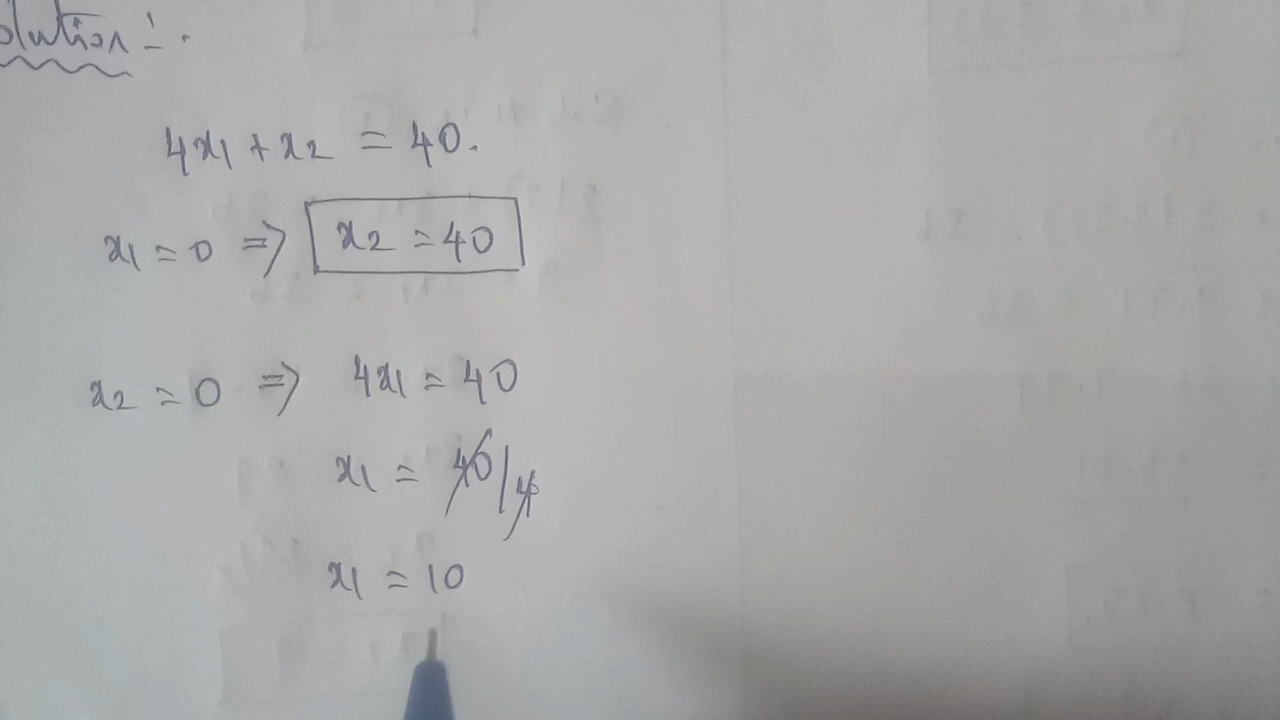 olution:-
4x1 + x2 = 40.
x1 = 0 ⇒ x2 = 40
x2 = 0 ⇒ 4x1 = 40
x1 = 40/4
x1 = 10